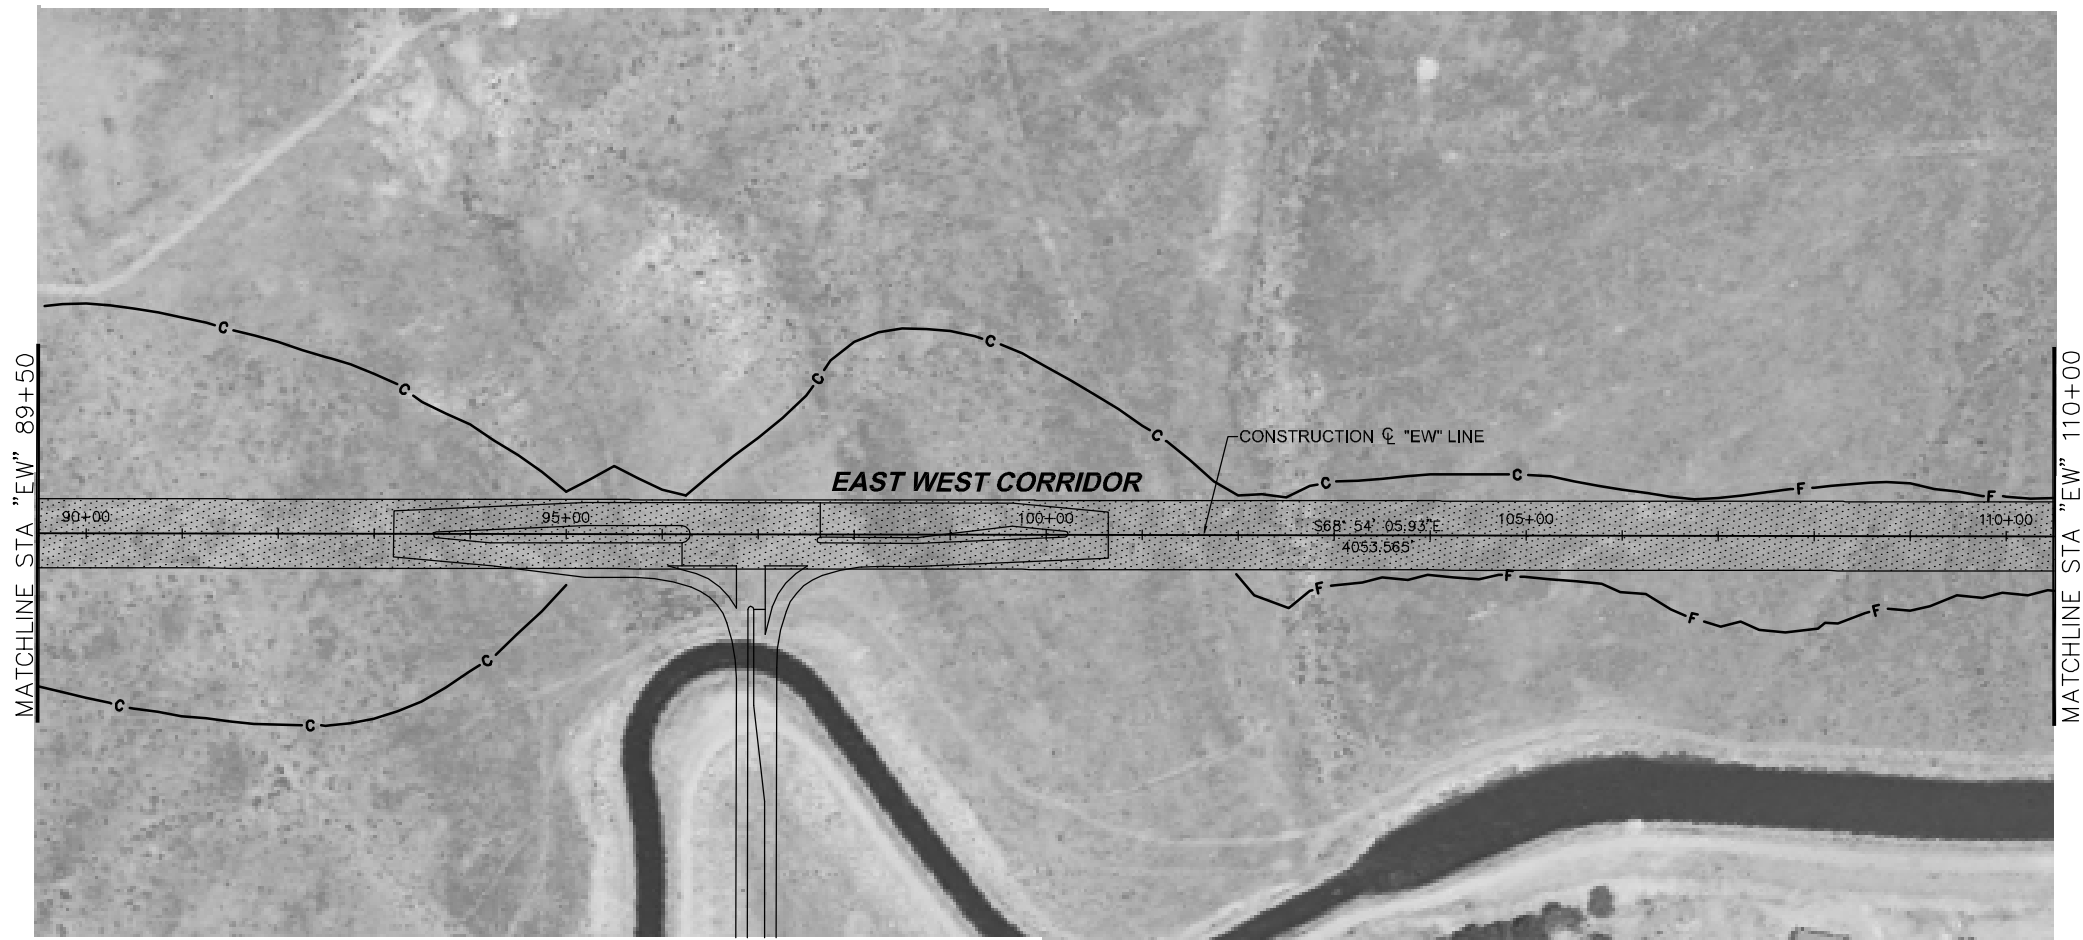 MATCHLINE STA "EW" 89+50
C
C
C
C
C
CONSTRUCTION ℄ "EW" LINE
EAST WEST CORRIDOR
C
C
F
F
90+00
95+00
100+00
105+00
110+00
S68° 54' 05.93"E
4053.565'
F
F
F
F
C
C
C
MATCHLINE STA "EW" 110+00